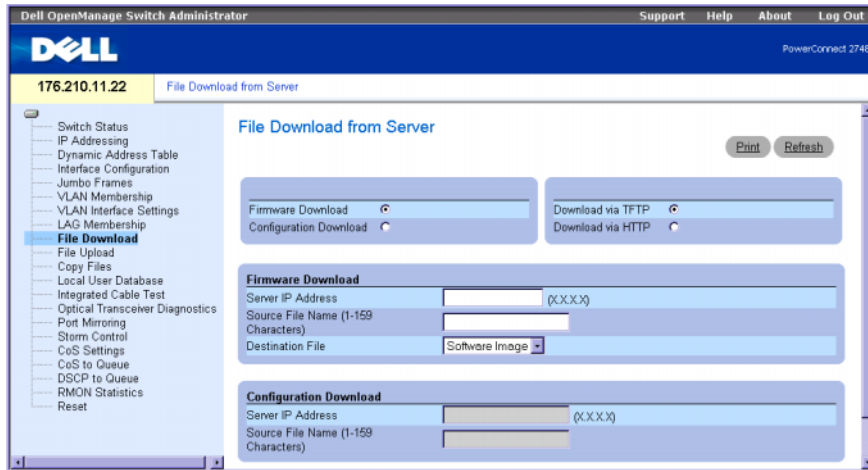 Dell OpenManage Switch Administrator
Support Help About Log Out
DELL
PowerConnect 2748
176.210.11.22
File Download from Server
Switch Status
IP Addressing
Dynamic Address Table
Interface Configuration
Jumbo Frames
VLAN Membership
VLAN Interface Settings
LAG Membership
File Download
File Upload
Copy Files
Local User Database
Integrated Cable Test
Optical Transceiver Diagnostics
Port Mirroring
Storm Control
CoS Settings
CoS to Queue
DSCP to Queue
RMON Statistics
Reset
File Download from Server
Print Refresh
Firmware Download
Configuration Download
Download via TFTP
Download via HTTP
Firmware Download
Server IP Address (X.X.X.X)
Source File Name (1-159
Characters)
Destination File Software Image
Configuration Download
Server IP Address (X.X.X.X)
Source File Name (1-159
Characters)